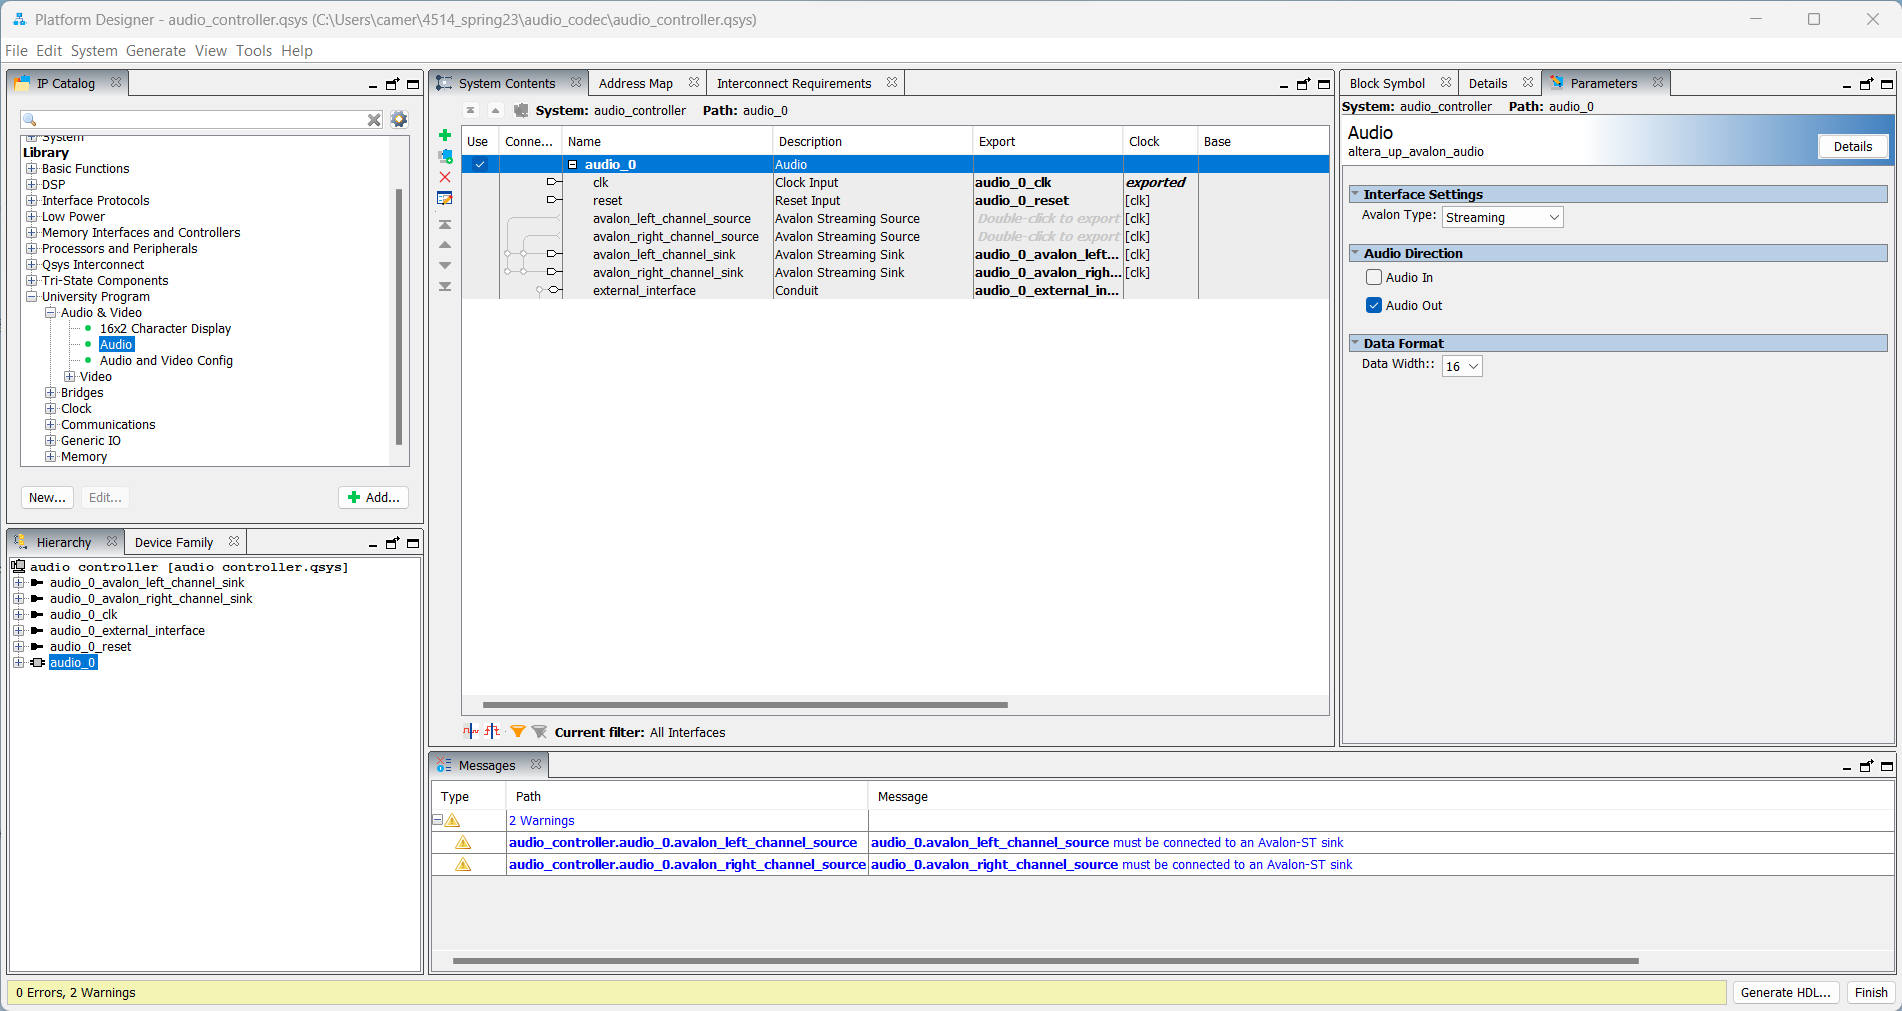 Platform Designer - audio_controller.qsys (C:\Users\camer\4514_spring23\audio_codec\audio_controller.qsys)
File Edit System Generate View Tools Help
IP Catalog
System
Library
Basic Functions
DSP
Interface Protocols
Low Power
Memory Interfaces and Controllers
Processors and Peripherals
Qsys Interconnect
Tri-State Components
University Program
Audio & Video
16x2 Character Display
Audio
Audio and Video Config
Video
Bridges
Clock
Communications
Generic IO
Memory
New... Edit... Add...
Hierarchy Device Family
audio controller [audio controller.qsys]
audio_0_avalon_left_channel_sink
audio_0_avalon_right_channel_sink
audio_0_clk
audio_0_external_interface
audio_0_reset
audio_0
System Contents Address Map Interconnect Requirements
System: audio_controller Path: audio_0
Use Conne... Name Description Export Clock Base
audio_0 Audio
clk Clock Input audio_0_clk exported
reset Reset Input audio_0_reset [clk]
avalon_left_channel_source Avalon Streaming Source Double-click to export [clk]
avalon_right_channel_source Avalon Streaming Source Double-click to export [clk]
avalon_left_channel_sink Avalon Streaming Sink audio_0_avalon_left... [clk]
avalon_right_channel_sink Avalon Streaming Sink audio_0_avalon_righ... [clk]
external_interface Conduit audio_0_external_in...
Current filter: All Interfaces
Block Symbol Details Parameters
System: audio_controller Path: audio_0
Audio
altera_up_avalon_audio
Details
Interface Settings
Avalon Type: Streaming
Audio Direction
Audio In
Audio Out
Data Format
Data Width:: 16
Messages
Type Path Message
2 Warnings
audio_controller.audio_0.avalon_left_channel_source audio_0.avalon_left_channel_source must be connected to an Avalon-ST sink
audio_controller.audio_0.avalon_right_channel_source audio_0.avalon_right_channel_source must be connected to an Avalon-ST sink
0 Errors, 2 Warnings
Generate HDL... Finish